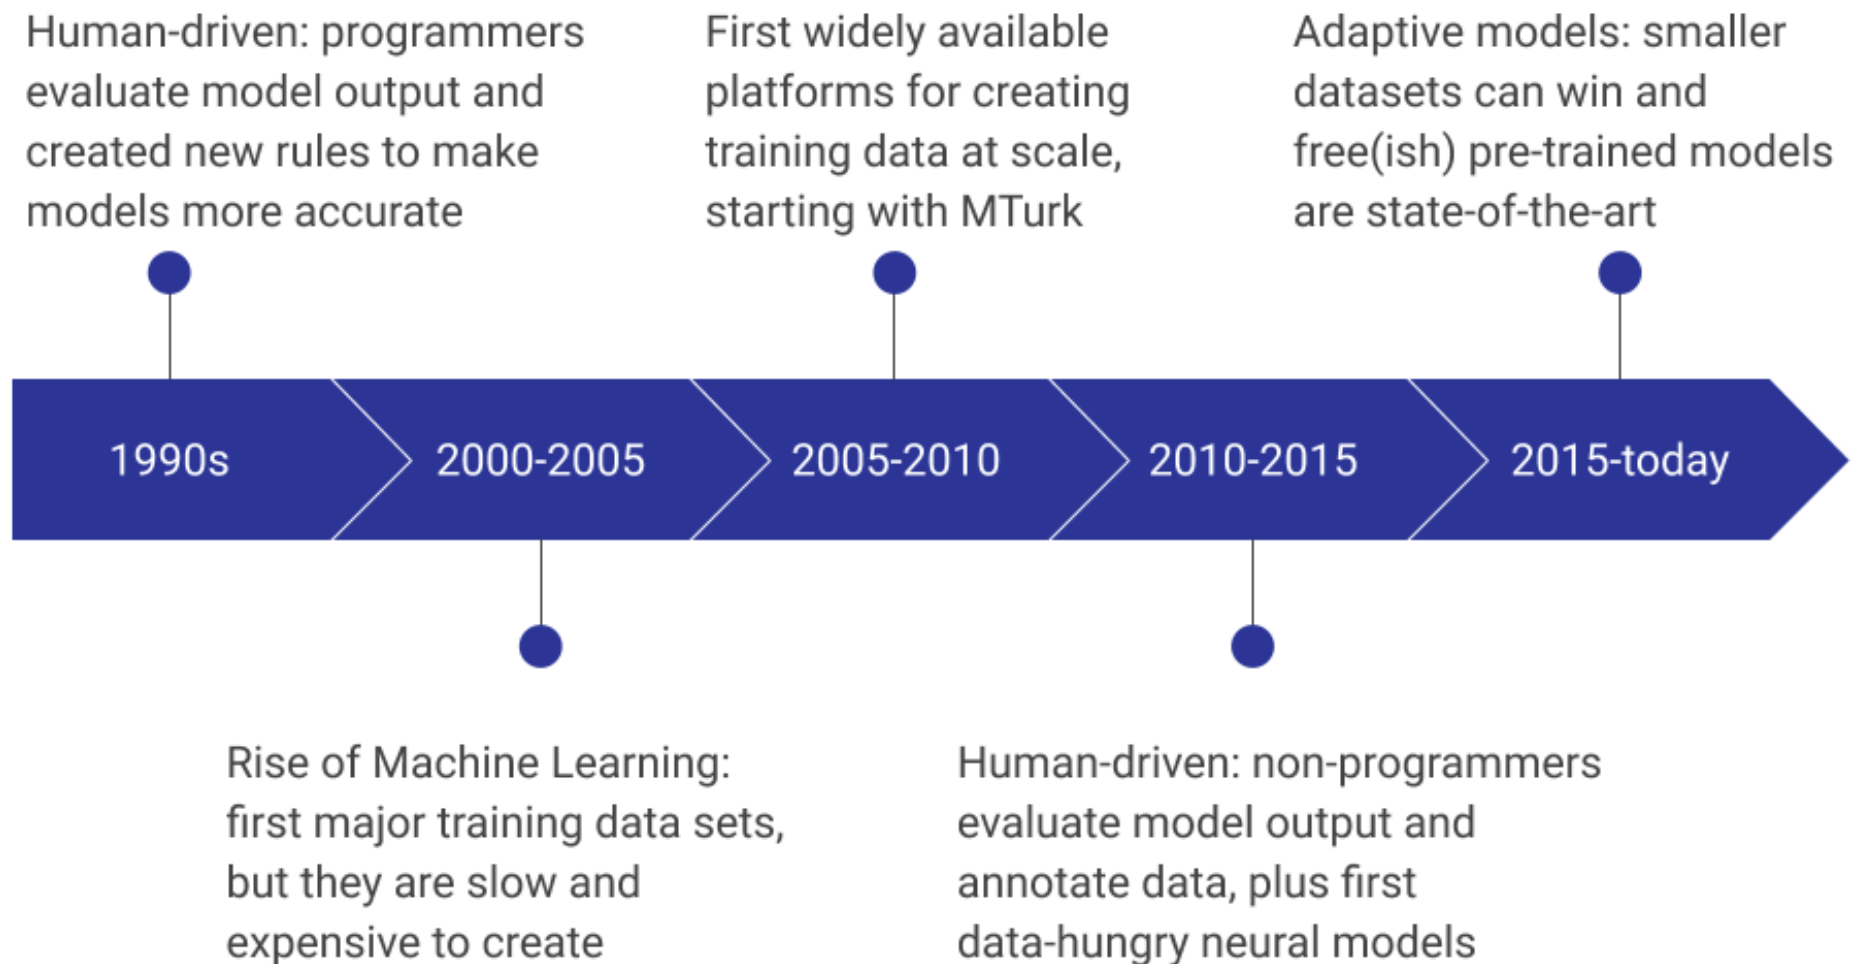 Human-driven: programmers
evaluate model output and
created new rules to make
models more accurate
First widely available
platforms for creating
training data at scale,
starting with MTurk
Adaptive models: smaller
datasets can win and
free(ish) pre-trained models
are state-of-the-art
1990s
2000-2005
2005-2010
2010-2015
2015-today
Rise of Machine Learning:
first major training data sets,
but they are slow and
expensive to create
Human-driven: non-programmers
evaluate model output and
annotate data, plus first
data-hungry neural models